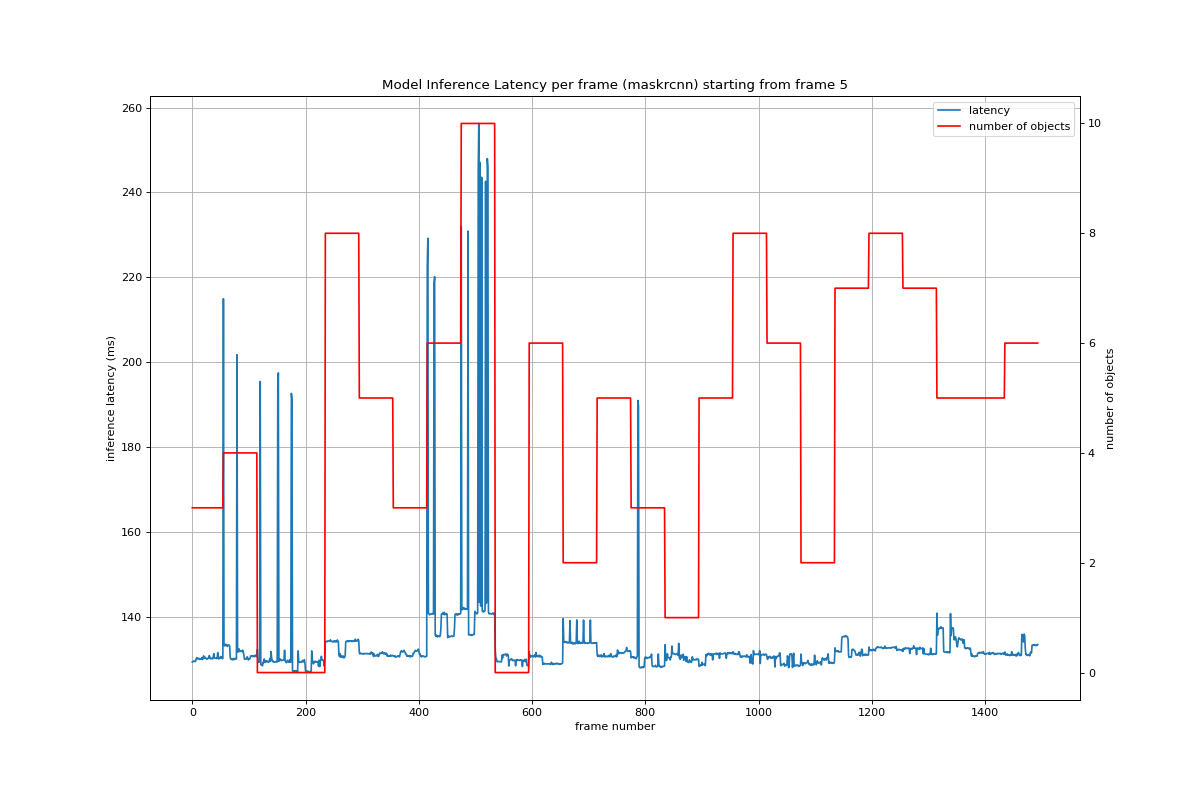 Model Inference Latency per frame (maskrcnn) starting from frame 5
latency
number of objects
260
240
220
200
180
160
140
inference latency (ms)
10
8
6
4
2
0
number of objects
0 200 400 600 800 1000 1200 1400
frame number